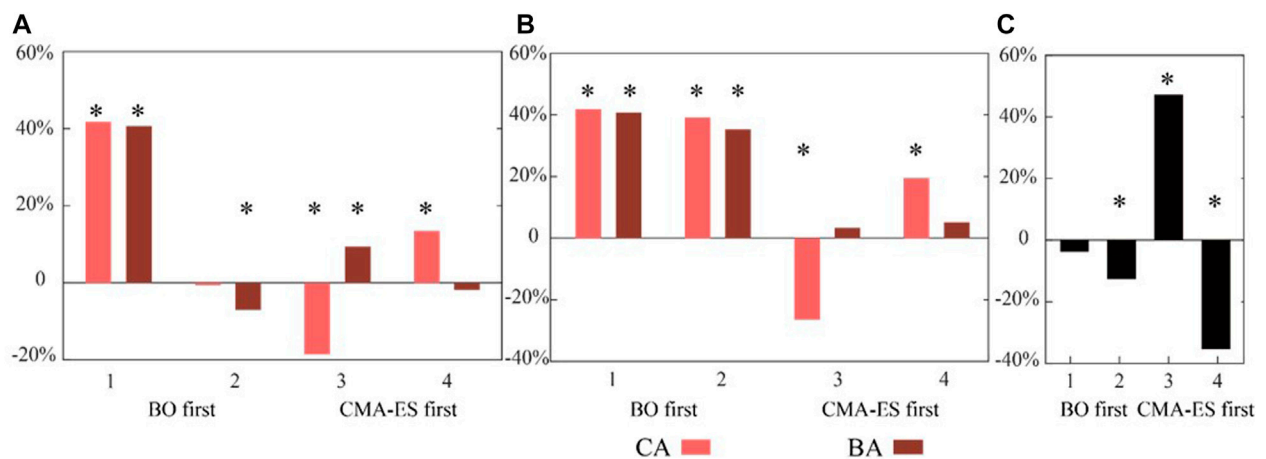 A
60%
40%
20%
0
-20%
* * * * * *
1 2 3 4
BO first CMA-ES first
B
60%
40%
20%
0
-20%
-40%
* * * * * *
1 2 3 4
BO first CMA-ES first
C
60%
40%
20%
0
-20%
-40%
* * *
1 2 3 4
BO first CMA-ES first
CA BA